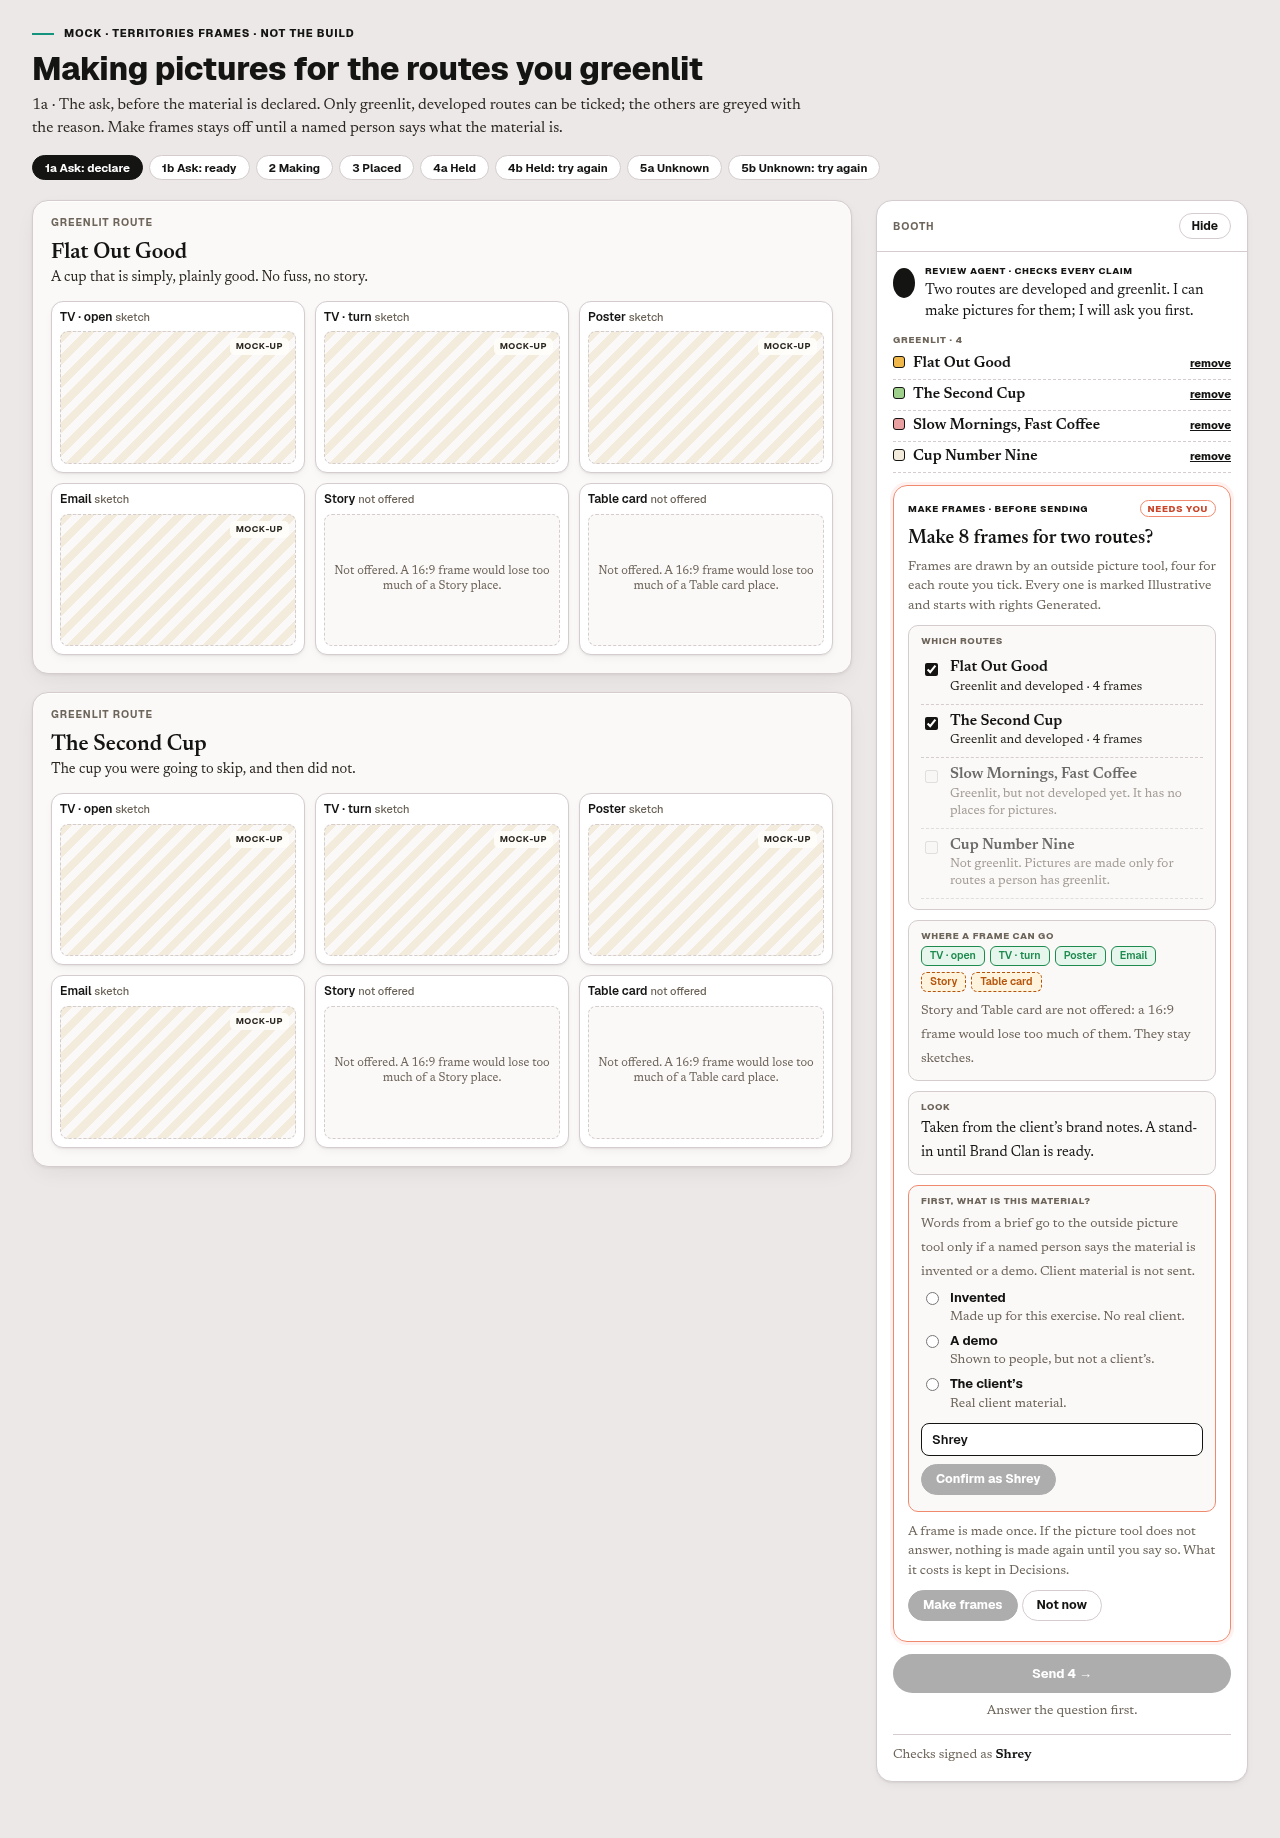 MOCK · TERRITORIES FRAMES · NOT THE BUILD
Making pictures for the routes you greenlit
1a · The ask, before the material is declared. Only greenlit, developed routes can be ticked; the others are greyed with
the reason. Make frames stays off until a named person says what the material is.
1a Ask: declare
1b Ask: ready
2 Making
3 Placed
4a Held
4b Held: try again
5a Unknown
5b Unknown: try again
GREENLIT ROUTE
Flat Out Good
A cup that is simply, plainly good. No fuss, no story.
TV · open sketch
MOCK-UP
TV · turn sketch
MOCK-UP
Poster sketch
MOCK-UP
Email sketch
MOCK-UP
Story not offered
Not offered. A 16:9 frame would lose too
much of a Story place.
Table card not offered
Not offered. A 16:9 frame would lose too
much of a Table card place.
GREENLIT ROUTE
The Second Cup
The cup you were going to skip, and then did not.
TV · open sketch
MOCK-UP
TV · turn sketch
MOCK-UP
Poster sketch
MOCK-UP
Email sketch
MOCK-UP
Story not offered
Not offered. A 16:9 frame would lose too
much of a Story place.
Table card not offered
Not offered. A 16:9 frame would lose too
much of a Table card place.
BOOTH
Hide
REVIEW AGENT · CHECKS EVERY CLAIM
Two routes are developed and greenlit. I can
make pictures for them; I will ask you first.
GREENLIT · 4
Flat Out Good remove
The Second Cup remove
Slow Mornings, Fast Coffee remove
Cup Number Nine remove
MAKE FRAMES · BEFORE SENDING
NEEDS YOU
Make 8 frames for two routes?
Frames are drawn by an outside picture tool, four for
each route you tick. Every one is marked Illustrative
and starts with rights Generated.
WHICH ROUTES
Flat Out Good
Greenlit and developed · 4 frames
The Second Cup
Greenlit and developed · 4 frames
Slow Mornings, Fast Coffee
Greenlit, but not developed yet. It has no
places for pictures.
Cup Number Nine
Not greenlit. Pictures are made only for
routes a person has greenlit.
WHERE A FRAME CAN GO
TV · open TV · turn Poster Email
Story Table card
Story and Table card are not offered: a 16:9
frame would lose too much of them. They stay
sketches.
LOOK
Taken from the client’s brand notes. A stand-
in until Brand Clan is ready.
FIRST, WHAT IS THIS MATERIAL?
Words from a brief go to the outside picture
tool only if a named person says the material is
invented or a demo. Client material is not sent.
Invented
Made up for this exercise. No real client.
A demo
Shown to people, but not a client’s.
The client’s
Real client material.
Shrey
Confirm as Shrey
A frame is made once. If the picture tool does not
answer, nothing is made again until you say so. What
it costs is kept in Decisions.
Make frames
Not now
Send 4 →
Answer the question first.
Checks signed as Shrey